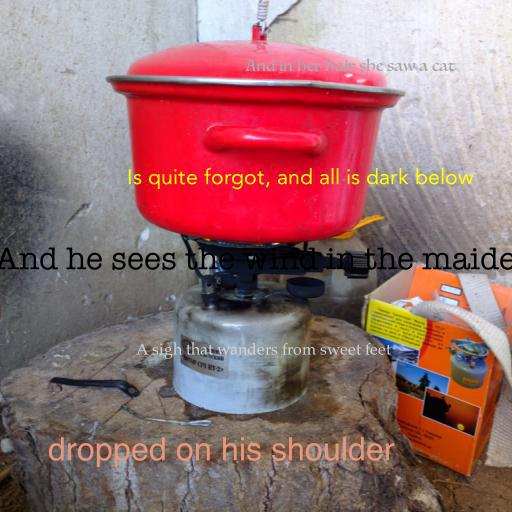 And in her hair she saw a cat
Is quite forgot, and all is dark below
And he sees the wind in the maide
A sigh that wanders from sweet feet
dropped on his shoulder